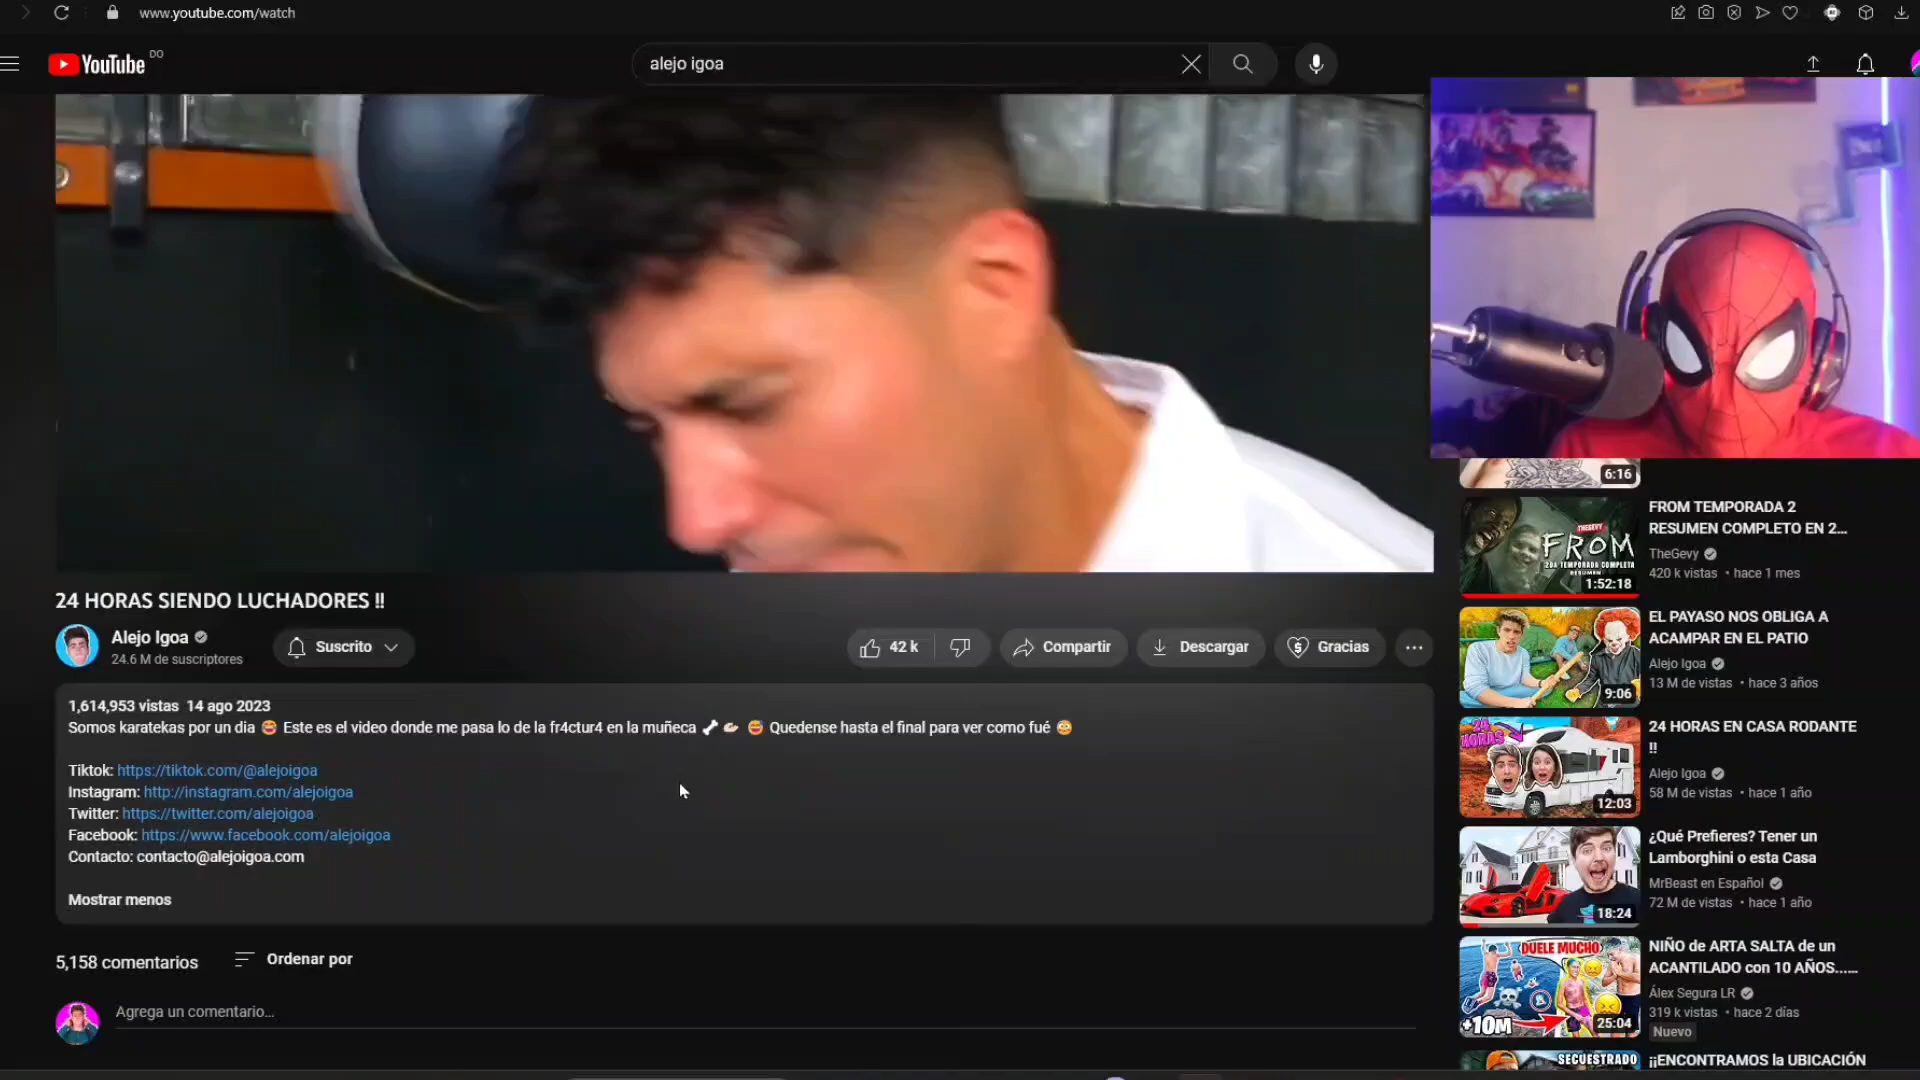 www.youtube.com/watch
YouTube DO
alejo igoa
24 HORAS SIENDO LUCHADORES !!
Alejo Igoa
24.6 M de suscriptores
Suscrito
42 k
Compartir
Descargar
Gracias
1,614,953 vistas 14 ago 2023
Somos karatekas por un dia 😂 Este es el video donde me pasa lo de la fr4ctur4 en la muñeca 🦴 🫴 😅 Quedense hasta el final para ver como fué 😳
Tiktok: https://tiktok.com/@alejoigoa
Instagram: http://instagram.com/alejoigoa
Twitter: https://twitter.com/alejoigoa
Facebook: https://www.facebook.com/alejoigoa
Contacto: contacto@alejoigoa.com
Mostrar menos
5,158 comentarios
Ordenar por
Agrega un comentario...
6:16
THEGEVY
FROM
2DA TEMPORADA COMPLETA
RESUMEN
1:52:18
FROM TEMPORADA 2
RESUMEN COMPLETO EN 2...
TheGevy
420 k vistas • hace 1 mes
9:06
EL PAYASO NOS OBLIGA A
ACAMPAR EN EL PATIO
Alejo Igoa
13 M de vistas • hace 3 años
24
HORAS
12:03
24 HORAS EN CASA RODANTE
!!
Alejo Igoa
58 M de vistas • hace 1 año
18:24
¿Qué Prefieres? Tener un
Lamborghini o esta Casa
MrBeast en Español
72 M de vistas • hace 1 año
DUELE MUCHO
+10M
25:04
NIÑO de ARTA SALTA de un
ACANTILADO con 10 AÑOS.....
Álex Segura LR
319 k vistas • hace 2 días
Nuevo
SECUESTRADO
¡¡ENCONTRAMOS la UBICACIÓN